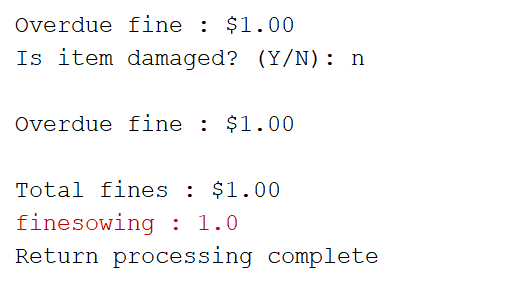 Overdue fine : $1.00
Is item damaged? (Y/N): n
Overdue fine : $1.00
Total fines : $1.00
finesowing : 1.0
Return processing complete